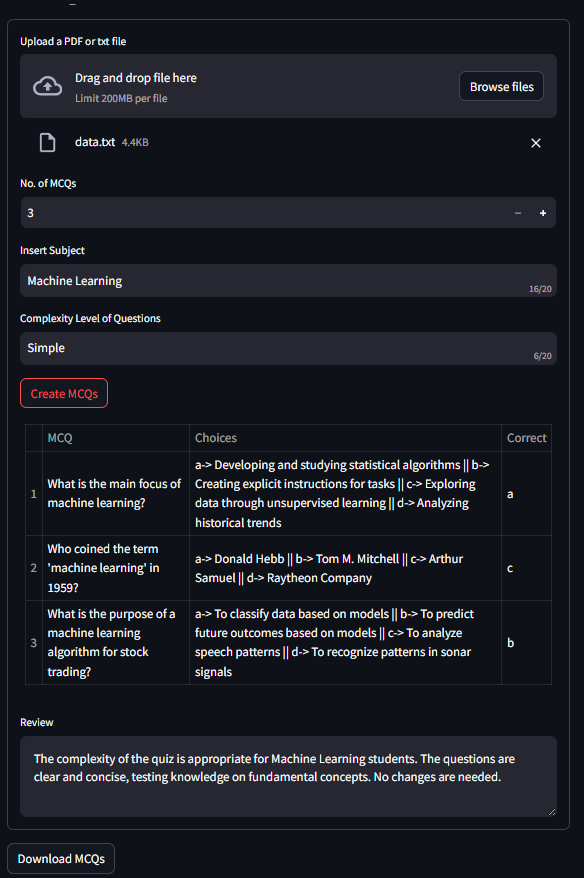 Upload a PDF or txt file
Drag and drop file here
Limit 200MB per file
Browse files
data.txt 4.4KB
No. of MCQs
3
Insert Subject
Machine Learning
16/20
Complexity Level of Questions
Simple
6/20
Create MCQs
MCQ Choices Correct
1 What is the main focus of machine learning? a-> Developing and studying statistical algorithms || b-> Creating explicit instructions for tasks || c-> Exploring data through unsupervised learning || d-> Analyzing historical trends a
2 Who coined the term 'machine learning' in 1959? a-> Donald Hebb || b-> Tom M. Mitchell || c-> Arthur Samuel || d-> Raytheon Company c
3 What is the purpose of a machine learning algorithm for stock trading? a-> To classify data based on models || b-> To predict future outcomes based on models || c-> To analyze speech patterns || d-> To recognize patterns in sonar signals b
Review
The complexity of the quiz is appropriate for Machine Learning students. The questions are
clear and concise, testing knowledge on fundamental concepts. No changes are needed.
Download MCQs